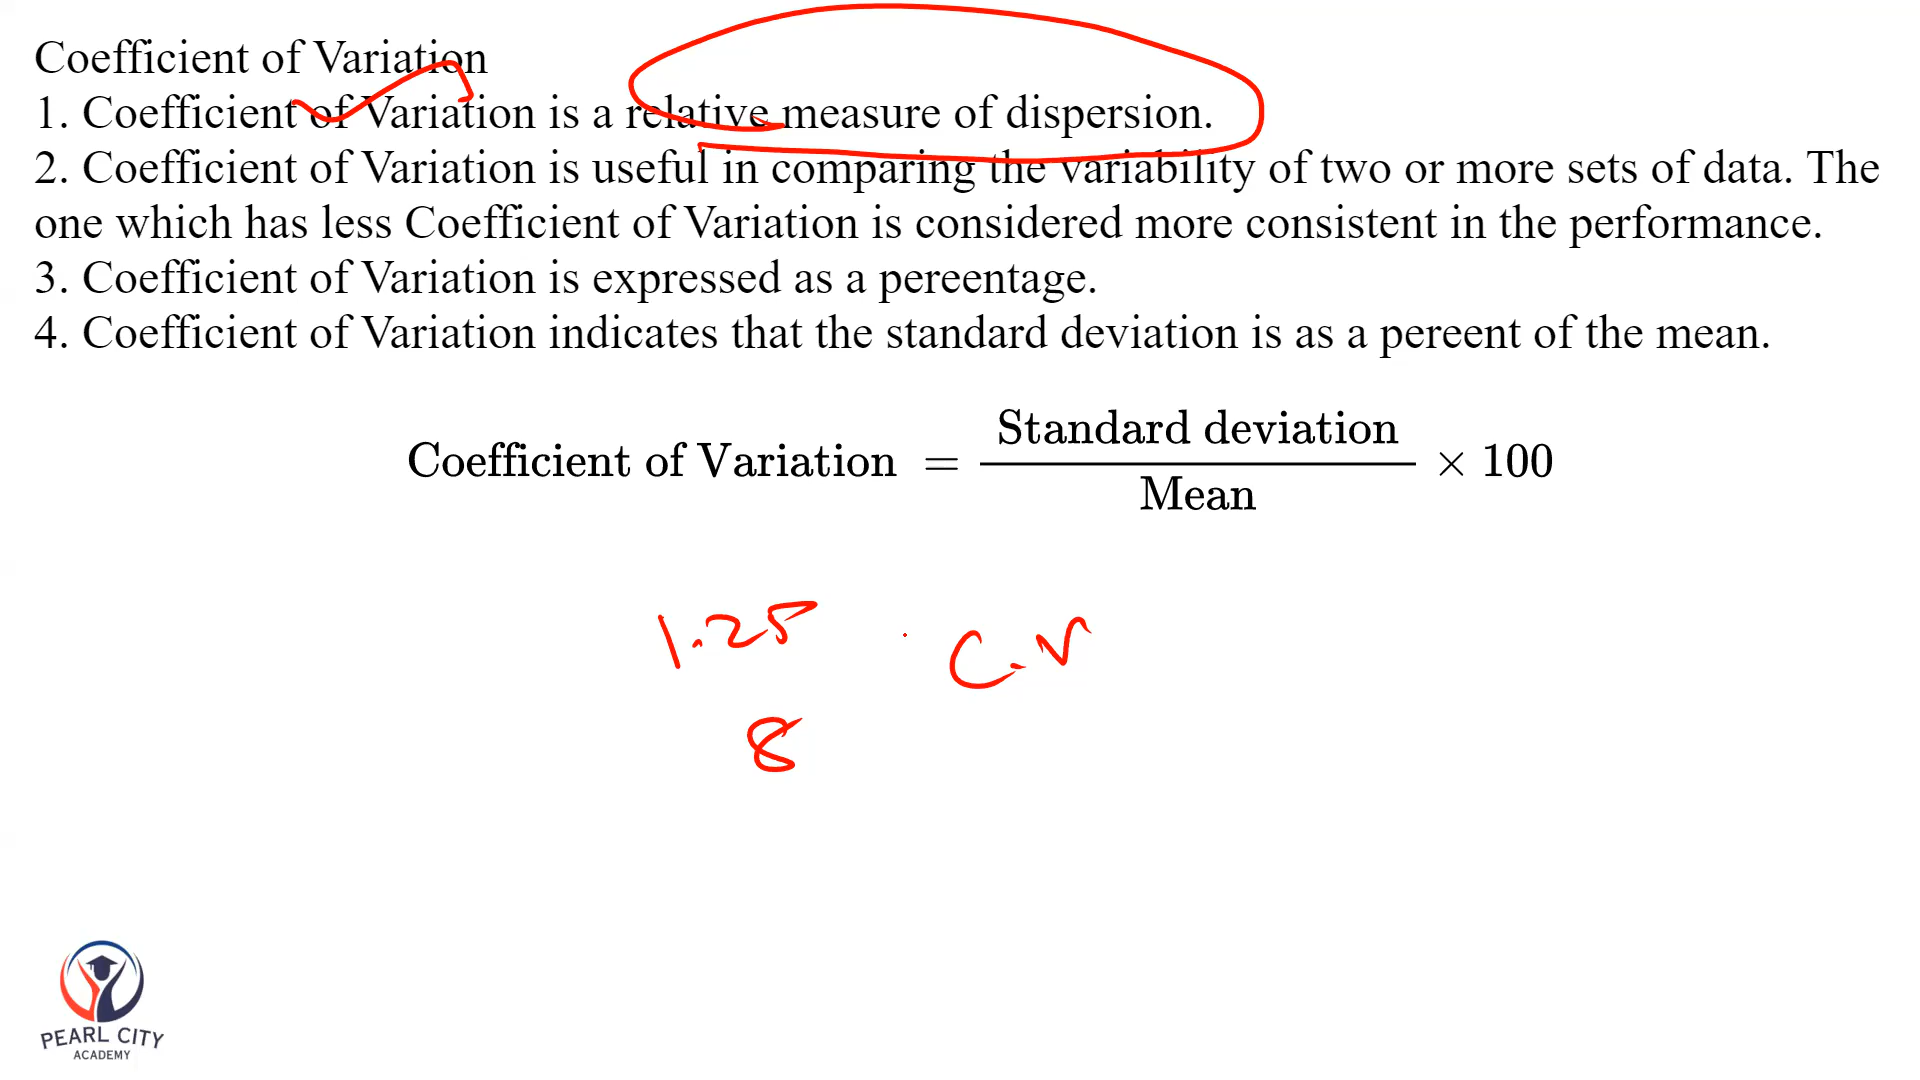 Coefficient of Variation
1. Coefficient of Variation is a relative measure of dispersion.
2. Coefficient of Variation is useful in comparing the variability of two or more sets of data. The
one which has less Coefficient of Variation is considered more consistent in the performance.
3. Coefficient of Variation is expressed as a pereentage.
4. Coefficient of Variation indicates that the standard deviation is as a pereent of the mean.
Coefficient of Variation = Standard deviation / Mean × 100
1.25 C.V
8
PEARL CITY
ACADEMY